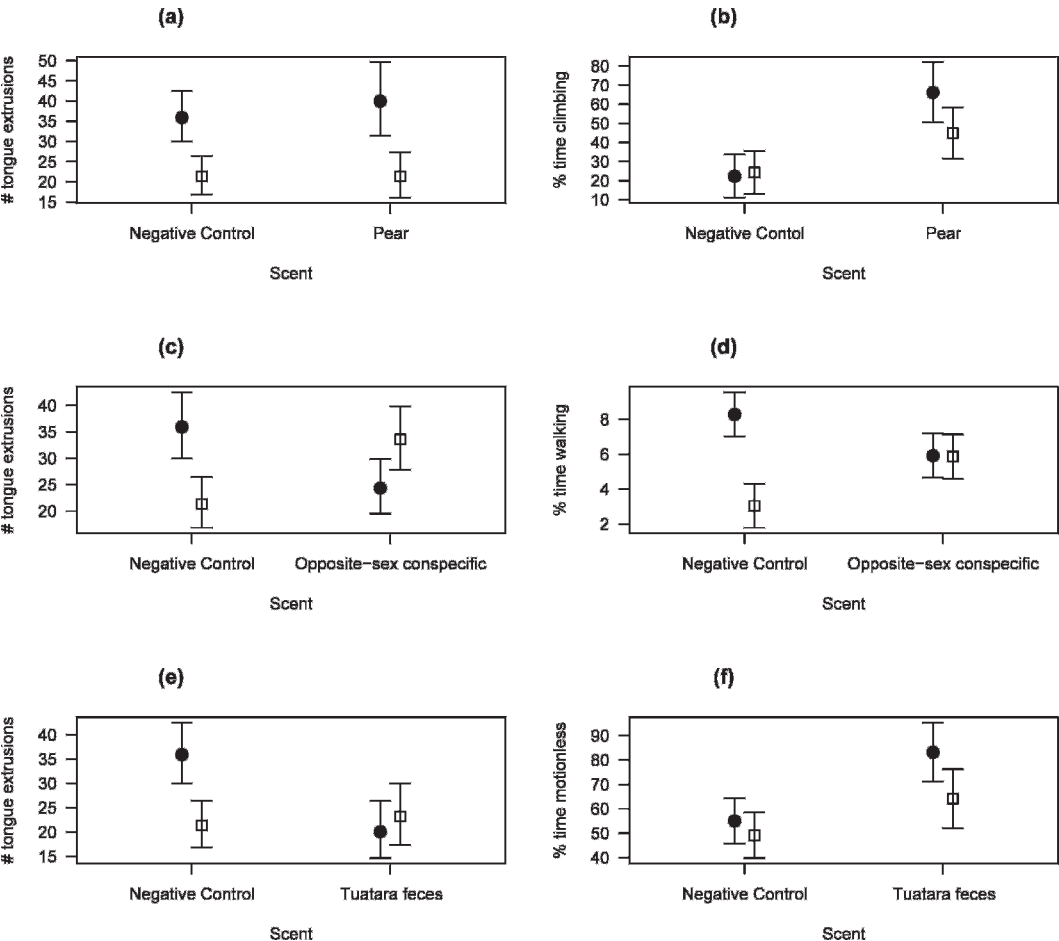 (a)
# tongue extrusions
50
45
40
35
30
25
20
15
Negative Control Pear
Scent
(b)
% time climbing
80
70
60
50
40
30
20
10
Negative Contol Pear
Scent
(c)
# tongue extrusions
40
35
30
25
20
Negative Control Opposite-sex conspecific
Scent
(d)
% time walking
8
6
4
2
Negative Control Opposite-sex conspecific
Scent
(e)
# tongue extrusions
40
35
30
25
20
15
Negative Control Tuatara feces
Scent
(f)
% time motionless
90
80
70
60
50
40
Negative Control Tuatara feces
Scent